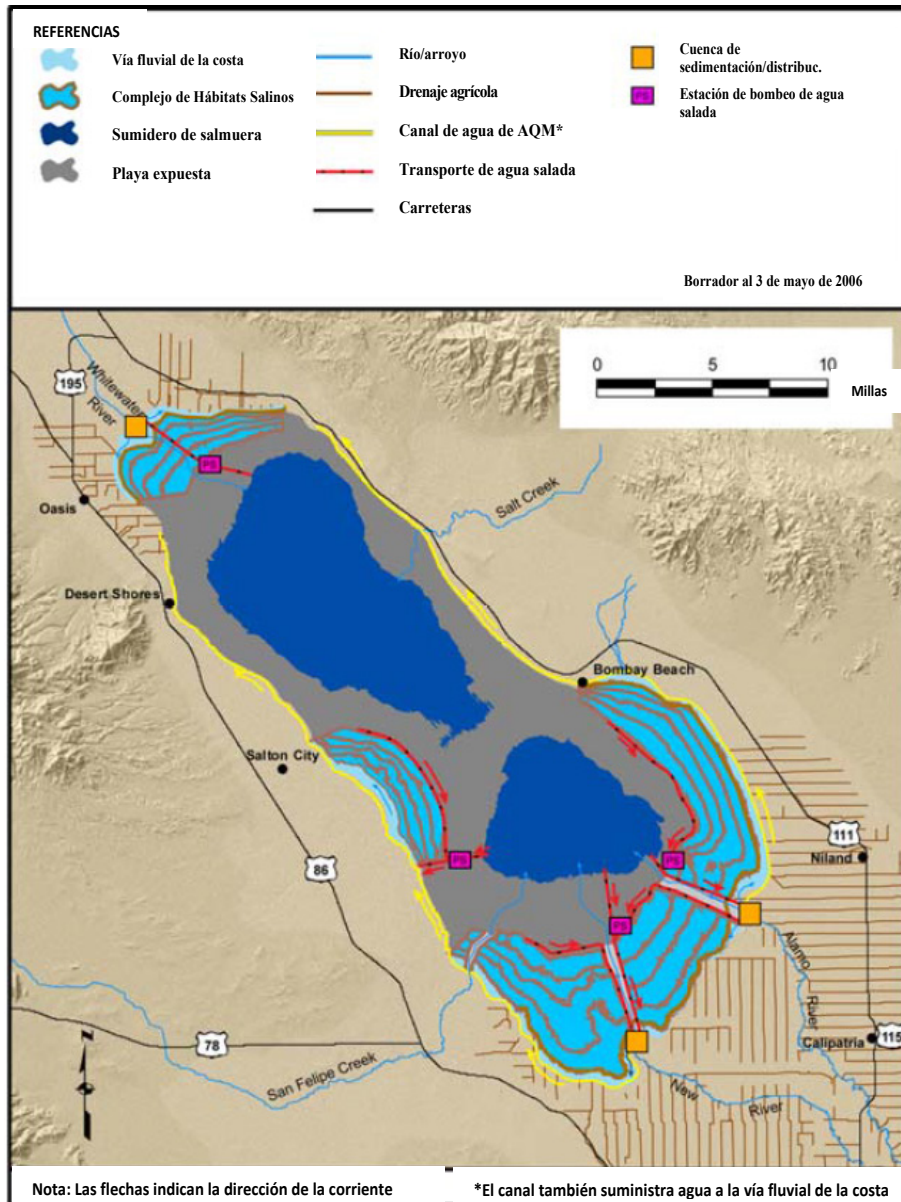 REFERENCIAS
Vía fluvial de la costa
Complejo de Hábitats Salinos
Sumidero de salmuera
Playa expuesta
Río/arroyo
Drenaje agrícola
Canal de agua de AQM*
Transporte de agua salada
Carreteras
Cuenca de
sedimentación/distribuc.
PS
Estación de bombeo de agua
salada
Borrador al 3 de mayo de 2006
0 5 10
Millas
195
Whitewater
River
PS
Oasis
Salt Creek
Desert Shores
Bombay Beach
Salton City
111
Niland
PS
PS
86
PS
Alamo
River
Calipatria
115
78
San Felipe Creek
New
River
N
Nota: Las flechas indican la dirección de la corriente
*El canal también suministra agua a la vía fluvial de la costa